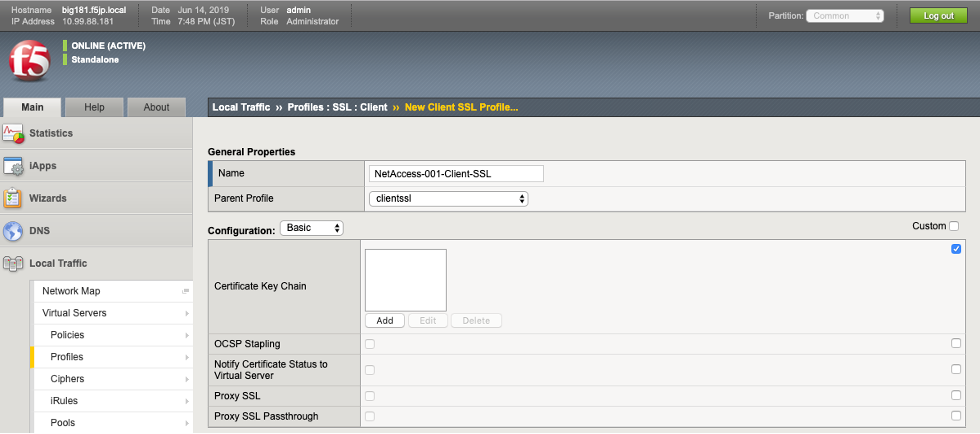 Hostname big181.f5jp.local Date Jun 14, 2019 User admin
IP Address 10.99.88.181 Time 7:48 PM (JST) Role Administrator
Partition: Common Log out
f5
ONLINE (ACTIVE)
Standalone
Main Help About
Local Traffic ›› Profiles : SSL : Client ›› New Client SSL Profile...
Statistics
iApps
Wizards
DNS
Local Traffic
Network Map
Virtual Servers
Policies
Profiles
Ciphers
iRules
Pools
General Properties
Name NetAccess-001-Client-SSL
Parent Profile clientssl
Configuration: Basic Custom
Certificate Key Chain
Add Edit Delete
OCSP Stapling
Notify Certificate Status to
Virtual Server
Proxy SSL
Proxy SSL Passthrough